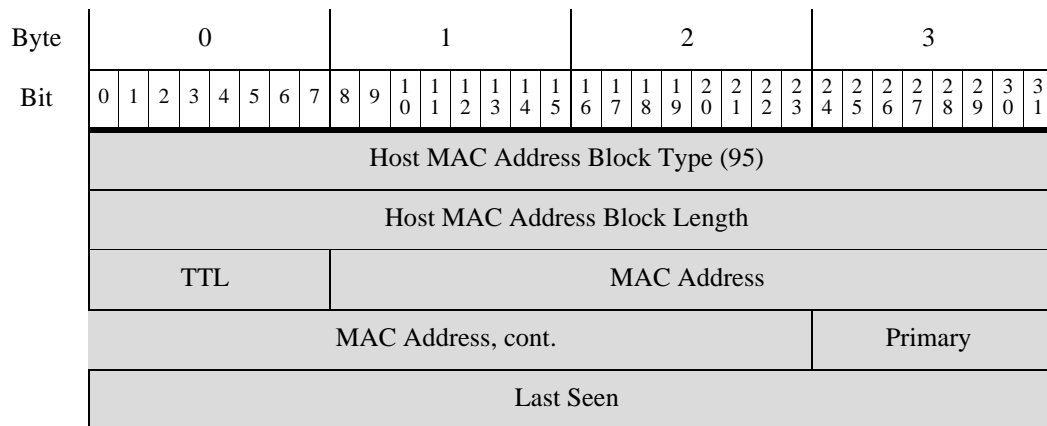 Byte 0 1 2 3
Bit 0 1 2 3 4 5 6 7 8 9 10 11 12 13 14 15 16 17 18 19 20 21 22 23 24 25 26 27 28 29 30 31
Host MAC Address Block Type (95)
Host MAC Address Block Length
TTL MAC Address
MAC Address, cont. Primary
Last Seen